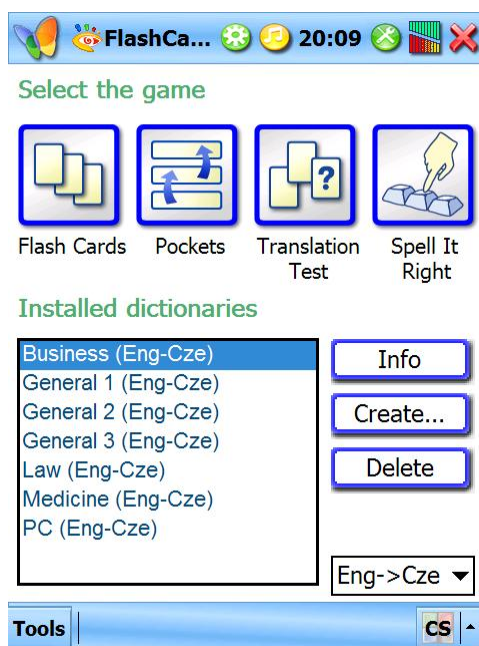 FlashCa... 20:09
Select the game
?
Flash Cards
Pockets
Translation
Test
Spell It
Right
Installed dictionaries
Business (Eng-Cze)
General 1 (Eng-Cze)
General 2 (Eng-Cze)
General 3 (Eng-Cze)
Law (Eng-Cze)
Medicine (Eng-Cze)
PC (Eng-Cze)
Info
Create...
Delete
Eng->Cze
Tools
CS